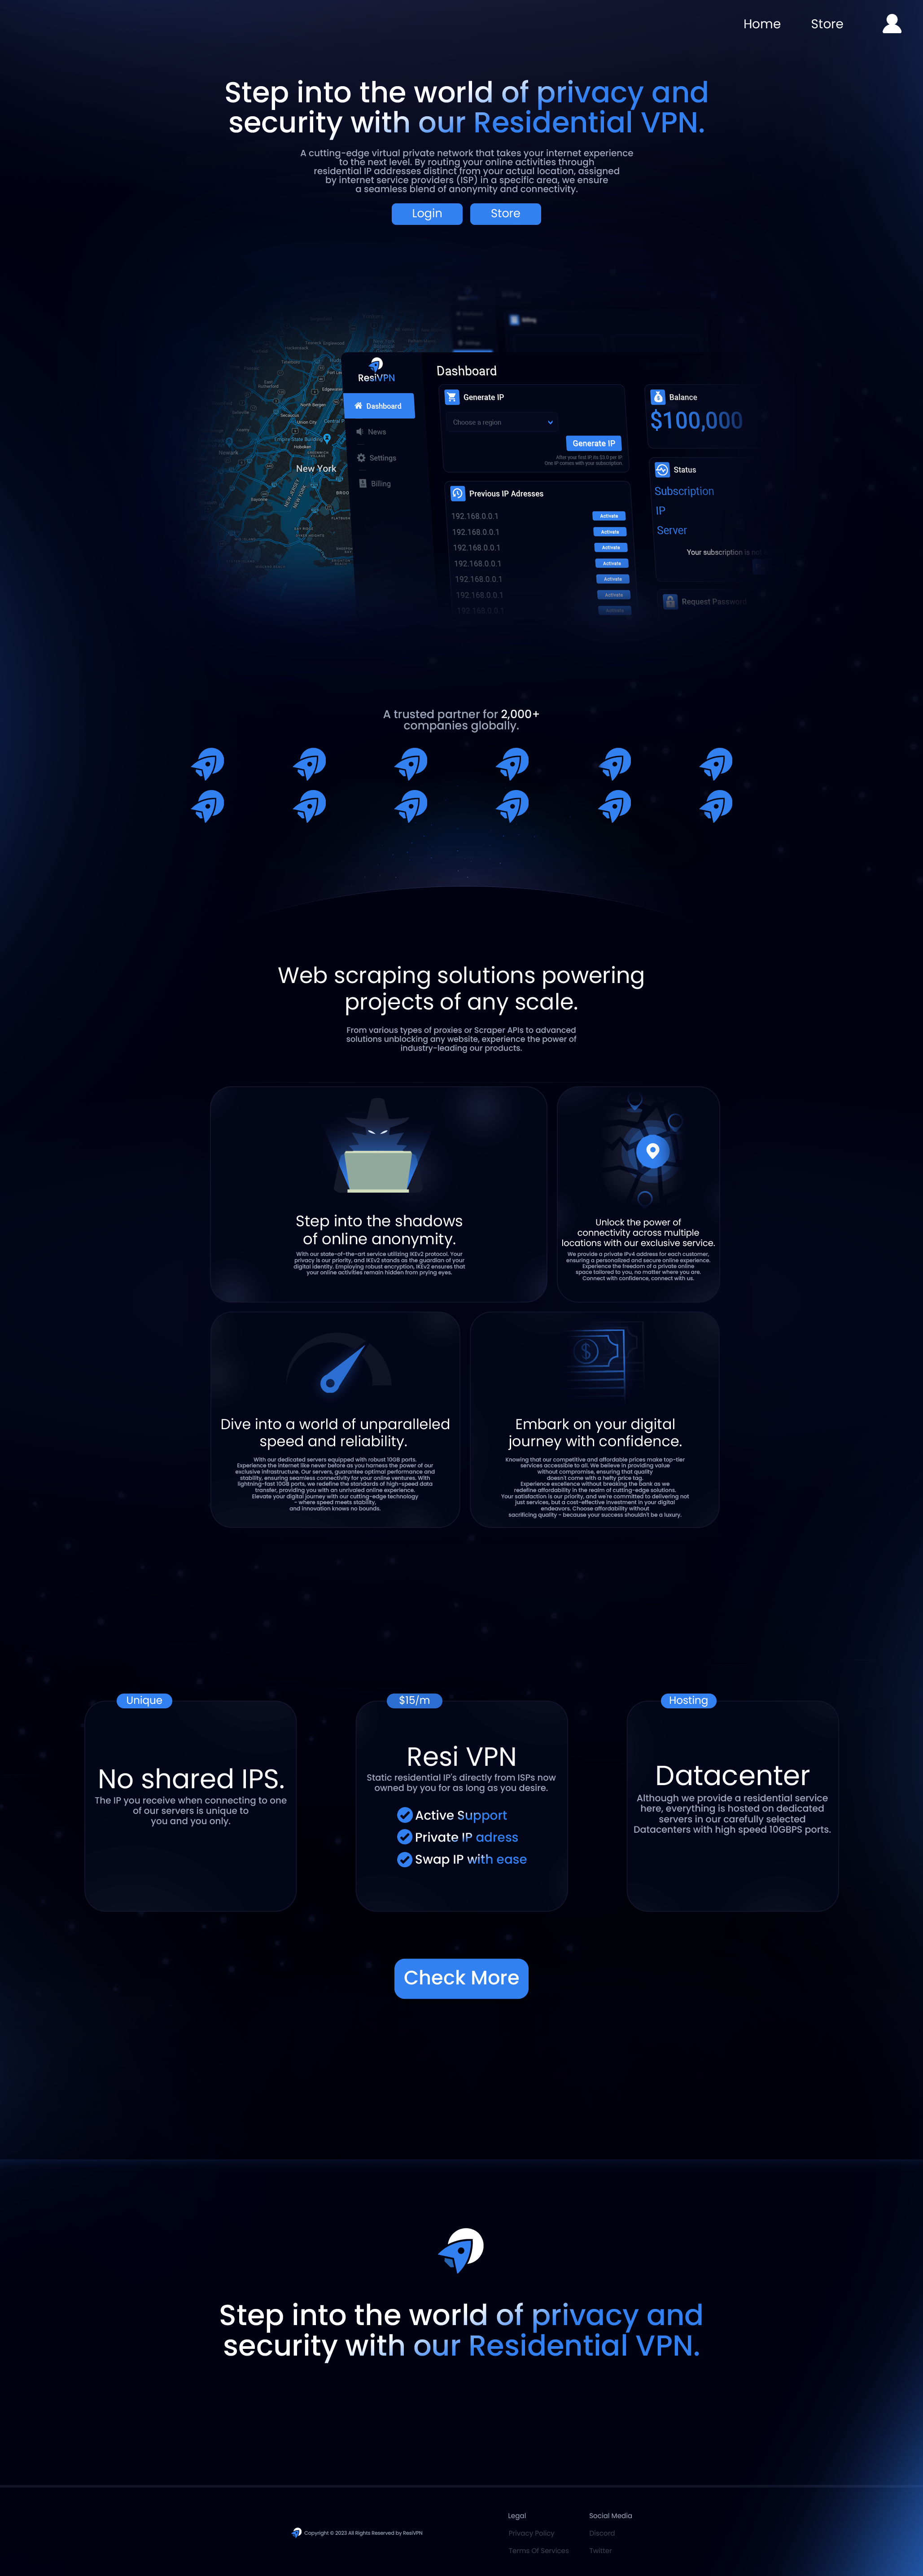 Home Store
Step into the world of privacy and
security with our Residential VPN.
A cutting-edge virtual private network that takes your internet experience
to the next level. By routing your online activities through
residential IP addresses distinct from your actual location, assigned
by internet service providers (ISP) in a specific area, we ensure
a seamless blend of anonymity and connectivity.
Login Store
Billing
ResiVPN
Dashboard
News
Settings
Billing
New York
Dashboard
Generate IP
Choose a region
Generate IP
After your first IP, its $3.0 per IP.
One IP comes with your subscription.
Previous IP Adresses
192.168.0.0.1 Activate
192.168.0.0.1 Activate
192.168.0.0.1 Activate
192.168.0.0.1 Activate
192.168.0.0.1 Activate
192.168.0.0.1 Activate
192.168.0.0.1 Activate
Balance
$100,000
Status
Subscription
IP
Server
Your subscription is not
Request Password
A trusted partner for 2,000+
companies globally.
Web scraping solutions powering
projects of any scale.
From various types of proxies or Scraper APIs to advanced
solutions unblocking any website, experience the power of
industry-leading our products.
Step into the shadows
of online anonymity.
With our state-of-the-art service utilizing IKEv2 protocol. Your
privacy is our priority, and IKEv2 stands as the guardian of your
digital identity. Employing robust encryption, IKEv2 ensures that
your online activities remain hidden from prying eyes.
Unlock the power of
connectivity across multiple
locations with our exclusive service.
We provide a private IPv4 address for each customer,
ensuring a personalized and secure online experience.
Experience the freedom of a private online
space tailored to you, no matter where you are.
Connect with confidence, connect with us.
Dive into a world of unparalleled
speed and reliability.
With our dedicated servers equipped with robust 10GB ports.
Experience the internet like never before as you harness the power of our
exclusive infrastructure. Our servers, guarantee optimal performance and
stability, ensuring seamless connectivity for your online ventures. With
lightning-fast 10GB ports, we redefine the standards of high-speed data
transfer, providing you with an unrivaled online experience.
Elevate your digital journey with our cutting-edge technology
- where speed meets stability,
and innovation knows no bounds.
Embark on your digital
journey with confidence.
Knowing that our competitive and affordable prices make top-tier
services accessible to all. We believe in providing value
without compromise, ensuring that quality
doesn't come with a hefty price tag.
Experience excellence without breaking the bank as we
redefine affordability in the realm of cutting-edge solutions.
Your satisfaction is our priority, and we're committed to delivering not
just services, but a cost-effective investment in your digital
endeavors. Choose affordability without
sacrificing quality - because your success shouldn't be a luxury.
Unique
No shared IPS.
The IP you receive when connecting to one
of our servers is unique to
you and you only.
$15/m
Resi VPN
Static residential IP's directly from ISPs now
owned by you for as long as you desire.
Active Support
Private IP adress
Swap IP with ease
Hosting
Datacenter
Although we provide a residential service
here, everything is hosted on dedicated
servers in our carefully selected
Datacenters with high speed 10GBPS ports.
Check More
Step into the world of privacy and
security with our Residential VPN.
Copyright © 2023 All Rights Reserved by ResiVPN
Legal
Privacy Policy
Terms Of Services
Social Media
Discord
Twitter